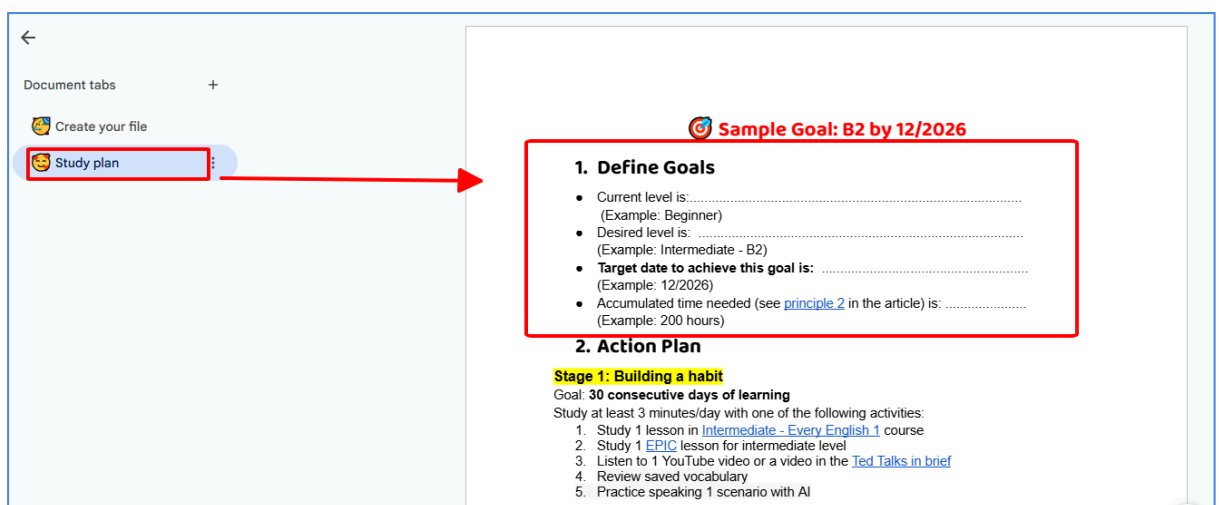 Document tabs +
Create your file
Study plan
Sample Goal: B2 by 12/2026
1. Define Goals
● Current level is:..........................................................................................
(Example: Beginner)
● Desired level is: ........................................................................................
(Example: Intermediate - B2)
● Target date to achieve this goal is: ........................................................
(Example: 12/2026)
● Accumulated time needed (see principle 2 in the article) is: ......................
(Example: 200 hours)
2. Action Plan
Stage 1: Building a habit
Goal: 30 consecutive days of learning
Study at least 3 minutes/day with one of the following activities:
1. Study 1 lesson in Intermediate - Every English 1 course
2. Study 1 EPIC lesson for intermediate level
3. Listen to 1 YouTube video or a video in the Ted Talks in brief
4. Review saved vocabulary
5. Practice speaking 1 scenario with AI